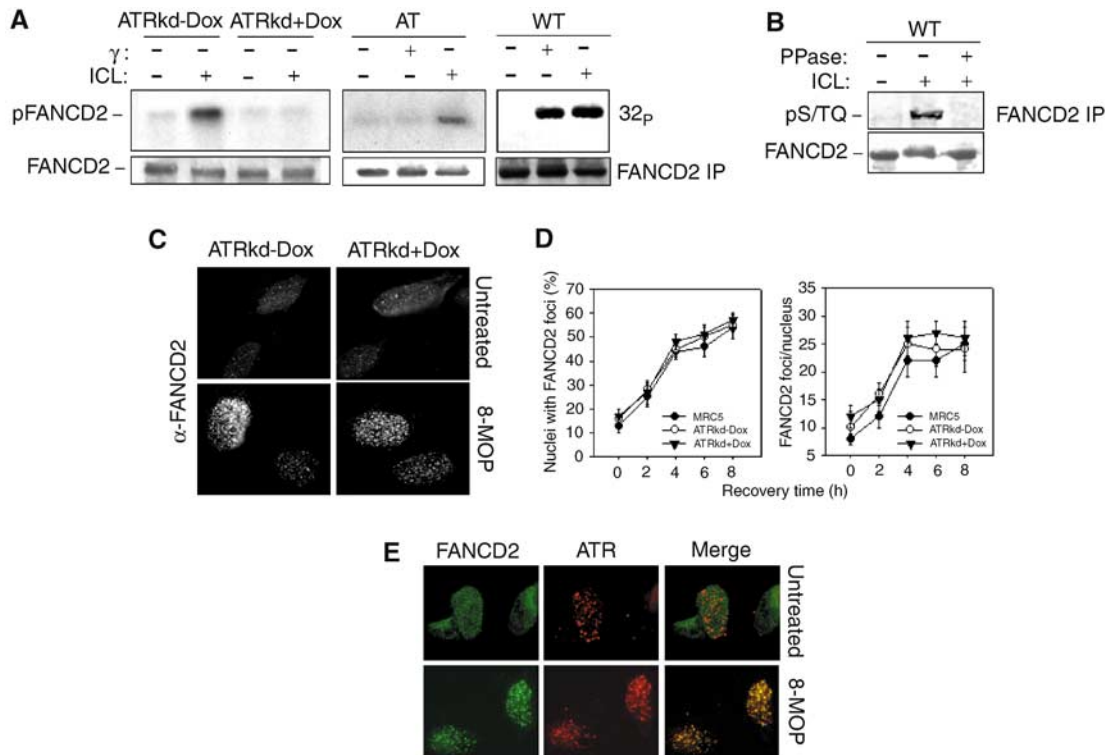 A
ATRkd-Dox ATRkd+Dox AT WT
γ: – – – – – + – – + –
ICL: – + – + – – + – – +
pFANCD2 – 32P
FANCD2 – FANCD2 IP
B
WT
PPase: – – +
ICL: – + +
pS/TQ – FANCD2 IP
FANCD2 –
C
ATRkd-Dox ATRkd+Dox
α-FANCD2
Untreated
8-MOP
D
Nuclei with FANCD2 foci (%)
70
60
50
40
30
20
10
0
MRC5
ATRkd-Dox
ATRkd+Dox
0 2 4 6 8
FANCD2 foci/nucleus
35
30
25
20
15
10
5
MRC5
ATRkd-Dox
ATRkd+Dox
0 2 4 6 8
Recovery time (h)
E
FANCD2 ATR Merge
Untreated
8-MOP